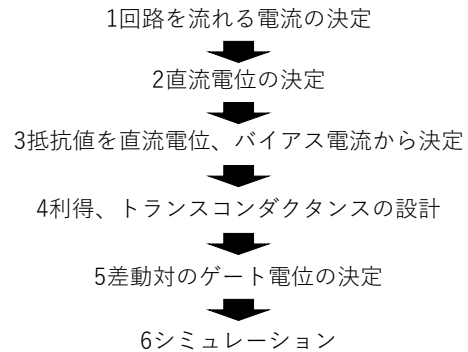 1回路を流れる電流の決定
2直流電位の決定
3抵抗値を直流電位、バイアス電流から決定
4利得、トランスコンダクタンスの設計
5差動対のゲート電位の決定
6シミュレーション